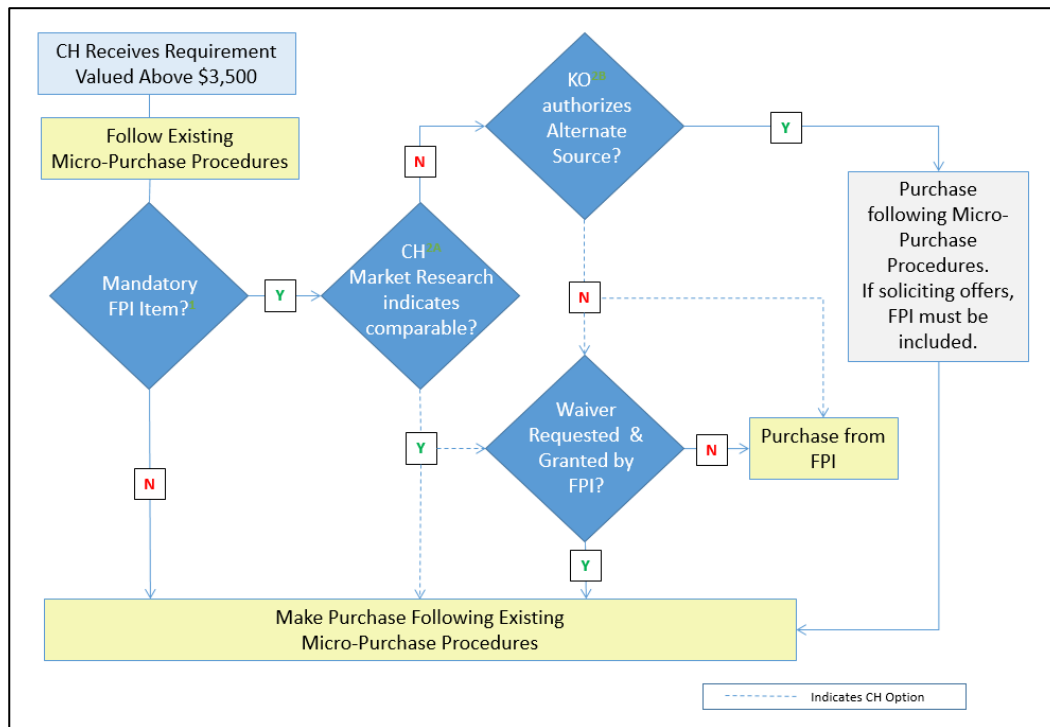 CH Receives Requirement
Valued Above $3,500
Follow Existing
Micro-Purchase Procedures
Mandatory
FPI Item?
Y
N
CH
Market Research
indicates
comparable?
N
Y
KO
authorizes
Alternate
Source?
Y
N
Waiver
Requested & 
Granted by
FPI?
N
Y
Purchase
following Micro-
Purchase
Procedures.
If soliciting offers,
FPI must be
included.
Purchase from
FPI
Make Purchase Following Existing
Micro-Purchase Procedures
Indicates CH Option